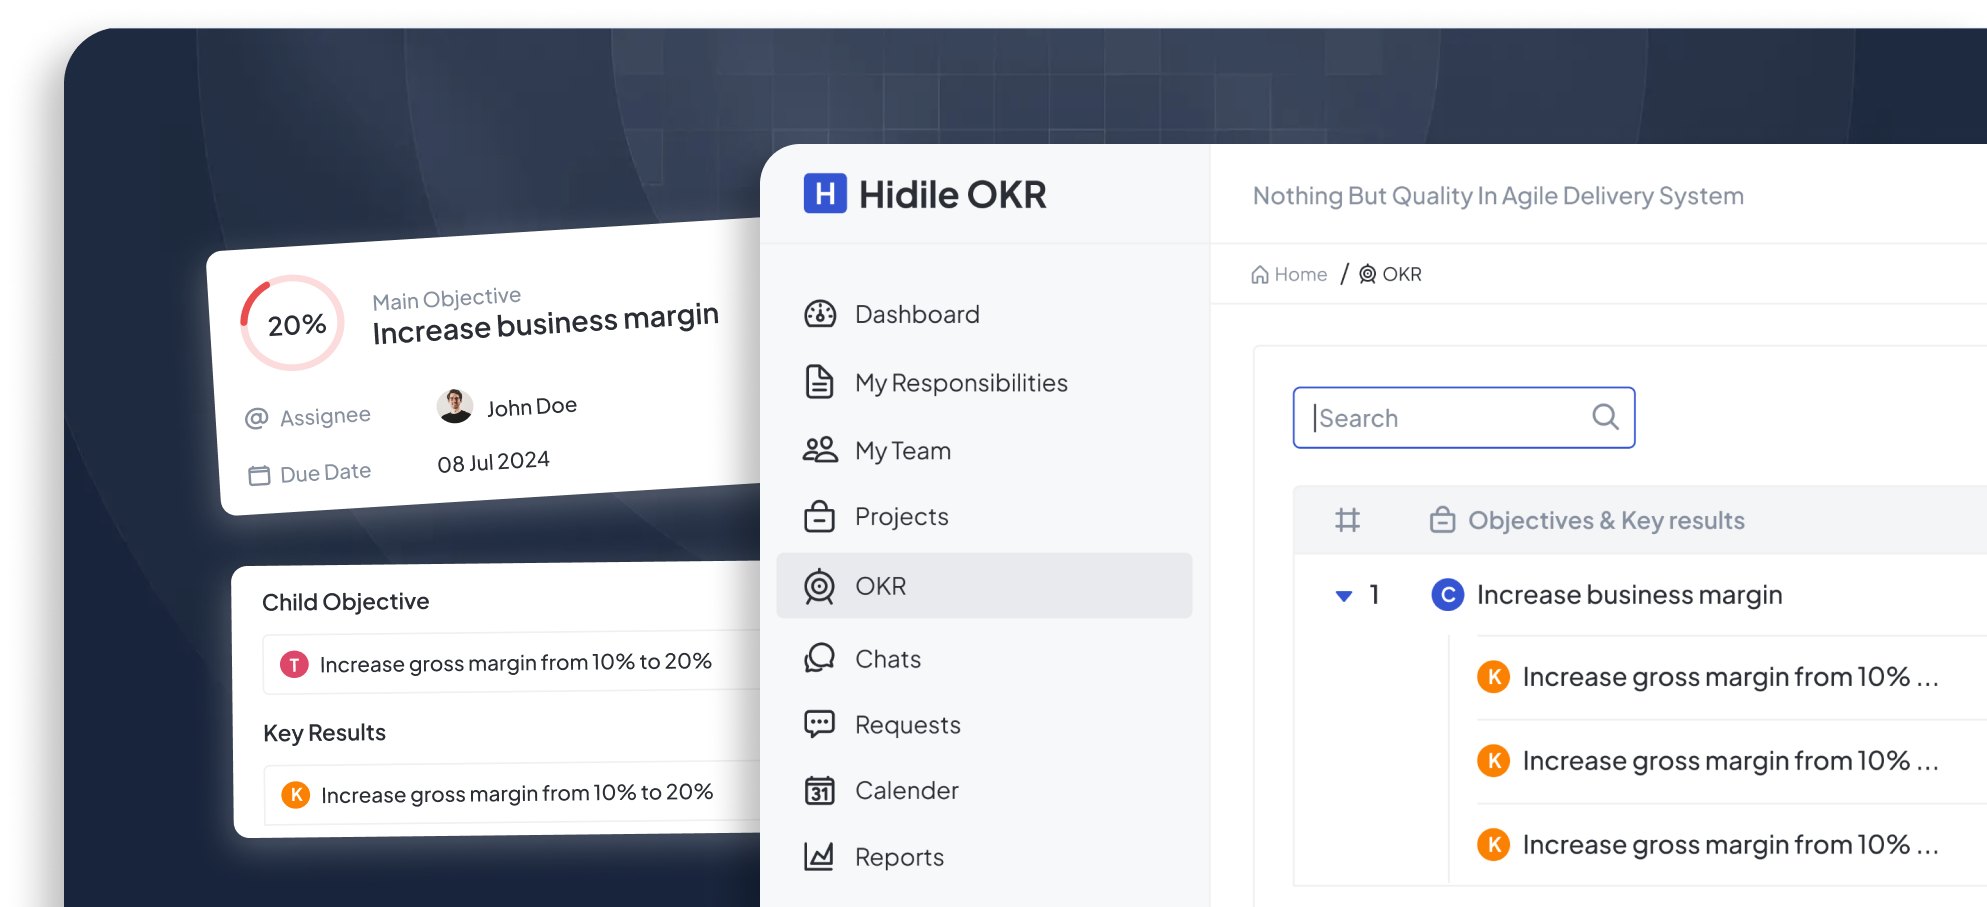 20%
Main Objective
Increase business margin
Assignee
John Doe
Due Date
08 Jul 2024
Child Objective
T Increase gross margin from 10% to 20%
Key Results
K Increase gross margin from 10% to 20%
H Hidile OKR
Dashboard
My Responsibilities
My Team
Projects
OKR
Chats
Requests
31 Calender
Reports
Nothing But Quality In Agile Delivery System
Home / OKR
Search
# Objectives & Key results
1 C Increase business margin
K Increase gross margin from 10% ...
K Increase gross margin from 10% ...
K Increase gross margin from 10% ...